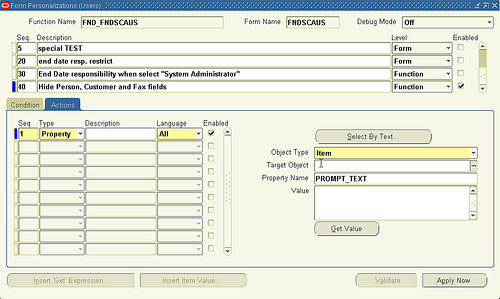 Form Personalizations (Users)
Function Name FND_FNDSCAUS Form Name FNDSCAUS Debug Mode Off
Seq Description Level Enabled
5 special TEST Form
20 end date resp. restrict Form
30 End Date responsibility when select "System Administrator" Function
40 Hide Person, Customer and Fax fields Function
Condition Actions
Seq Type Description Language Enabled
1 Property All
Select By Text...
Object Type Item
Target Object
Property Name PROMPT_TEXT
Value
Get Value
Insert 'Get' Expression... Insert Item Value... Validate Apply Now